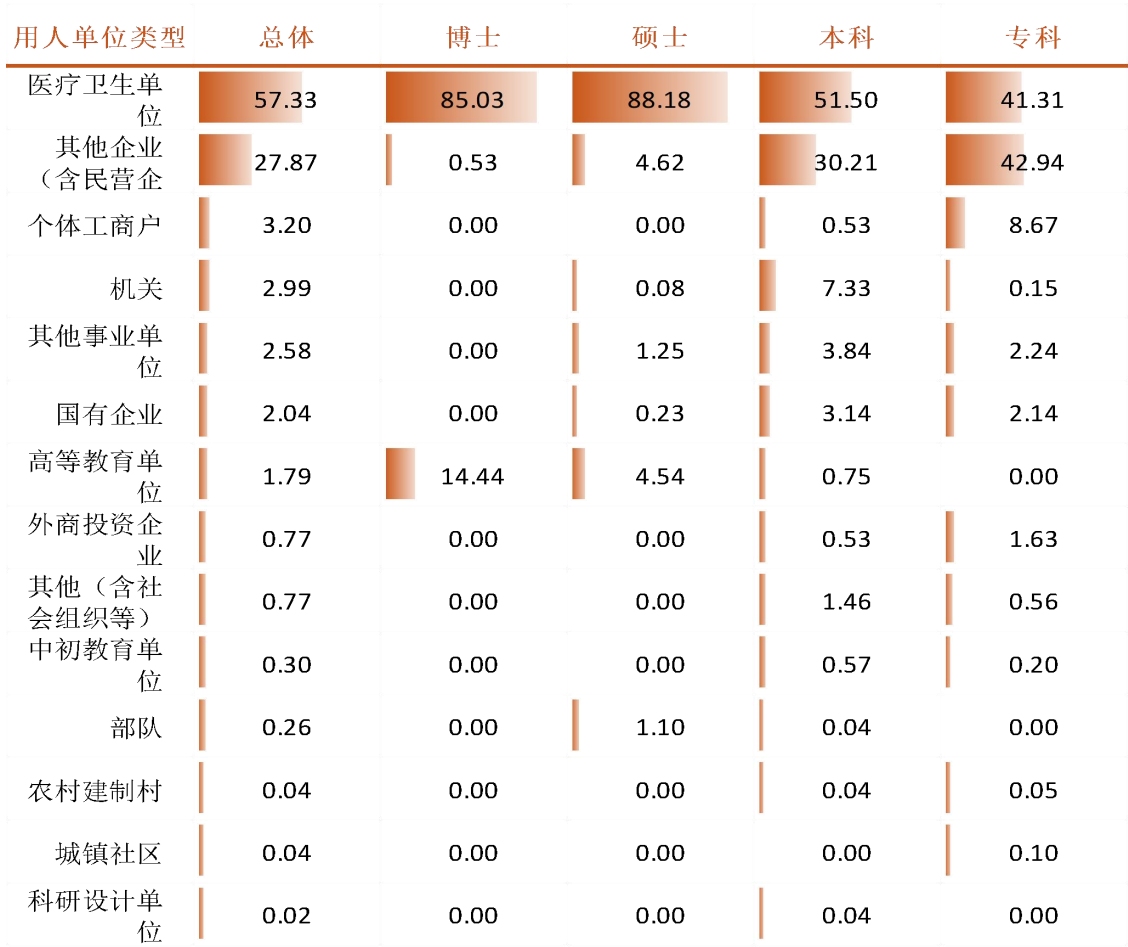 用人单位类型 总体 博士 硕士 本科 专科
医疗卫生单
位 57.33 85.03 88.18 51.50 41.31
其他企业
（含民营企 27.87 0.53 4.62 30.21 42.94
个体工商户 3.20 0.00 0.00 0.53 8.67
机关 2.99 0.00 0.08 7.33 0.15
其他事业单
位 2.58 0.00 1.25 3.84 2.24
国有企业 2.04 0.00 0.23 3.14 2.14
高等教育单
位 1.79 14.44 4.54 0.75 0.00
外商投资企
业 0.77 0.00 0.00 0.53 1.63
其他（含社
会组织等） 0.77 0.00 0.00 1.46 0.56
中初教育单
位 0.30 0.00 0.00 0.57 0.20
部队 0.26 0.00 1.10 0.04 0.00
农村建制村 0.04 0.00 0.00 0.04 0.05
城镇社区 0.04 0.00 0.00 0.00 0.10
科研设计单
位 0.02 0.00 0.00 0.04 0.00